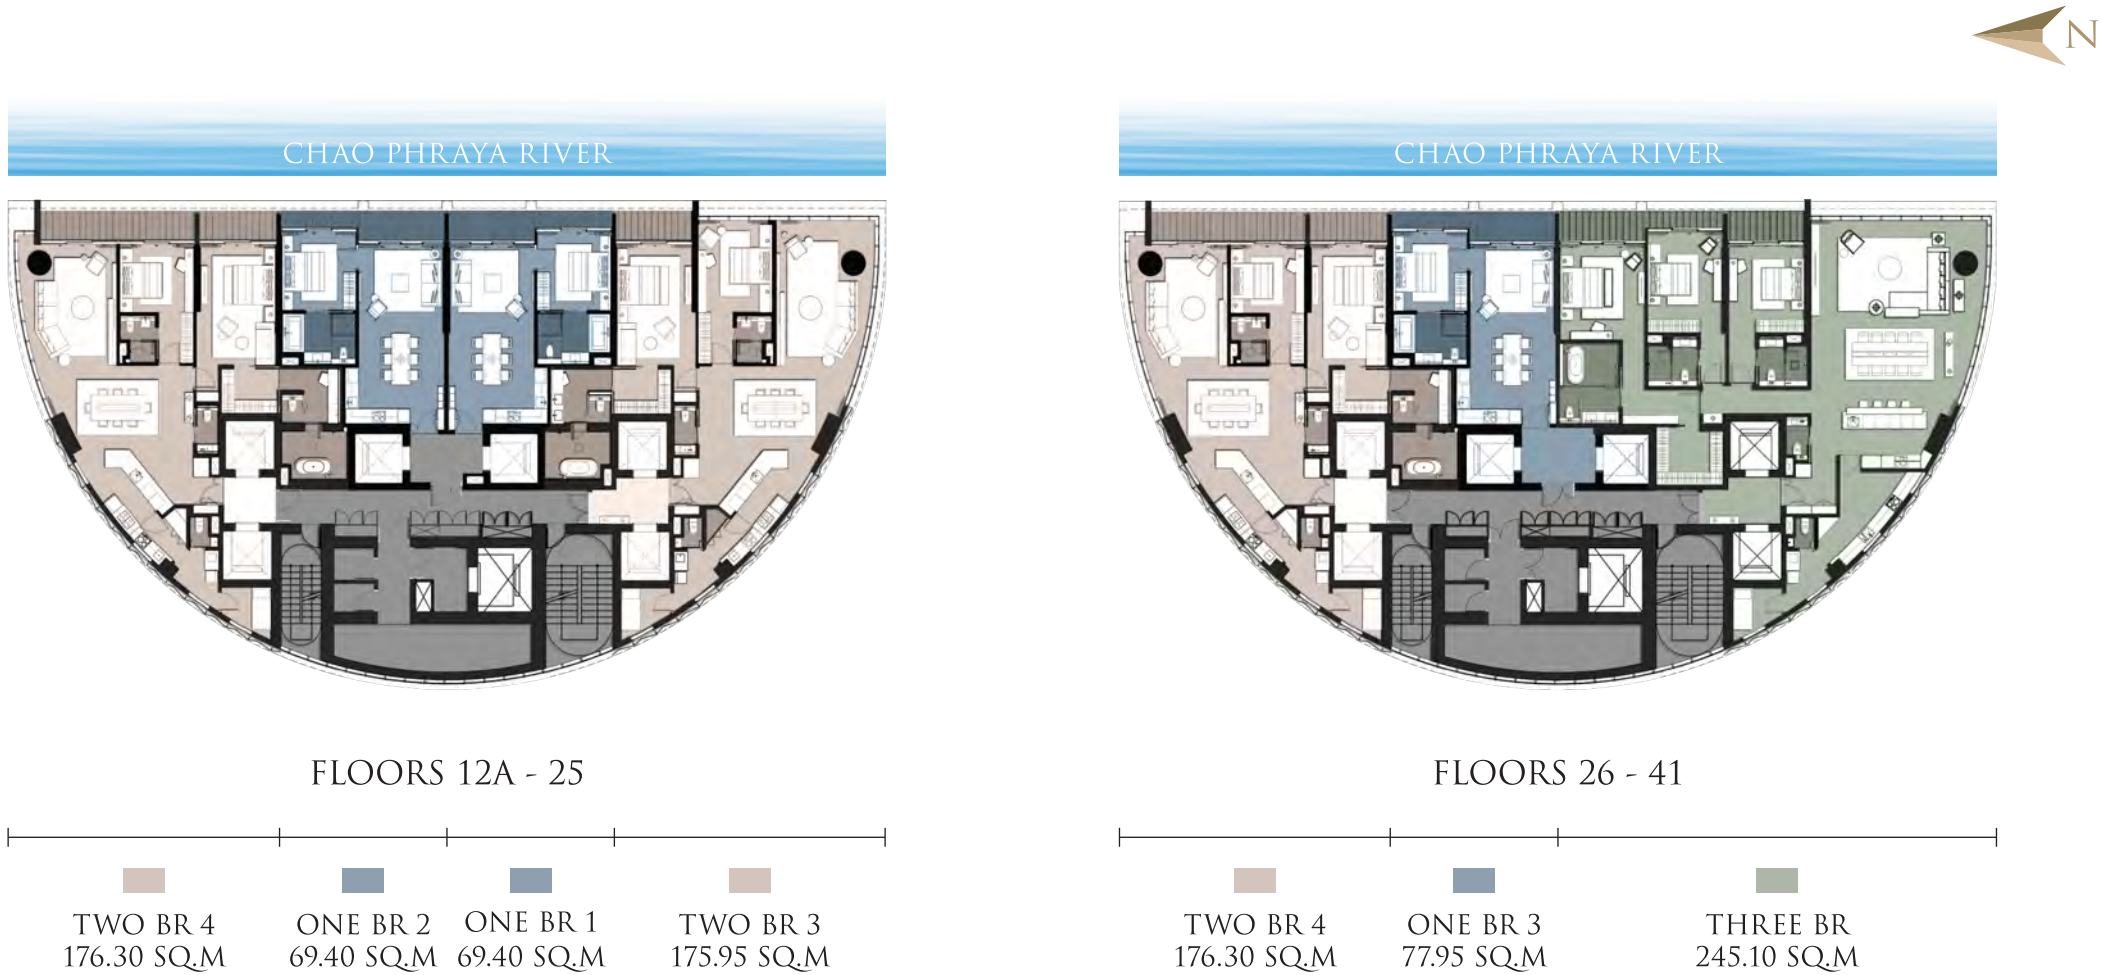 N
CHAO PHRAYA RIVER
CHAO PHRAYA RIVER
FLOORS 12A - 25
FLOORS 26 - 41
TWO BR 4
176.30 SQ.M
ONE BR 2
69.40 SQ.M
ONE BR 1
69.40 SQ.M
TWO BR 3
175.95 SQ.M
TWO BR 4
176.30 SQ.M
ONE BR 3
77.95 SQ.M
THREE BR
245.10 SQ.M